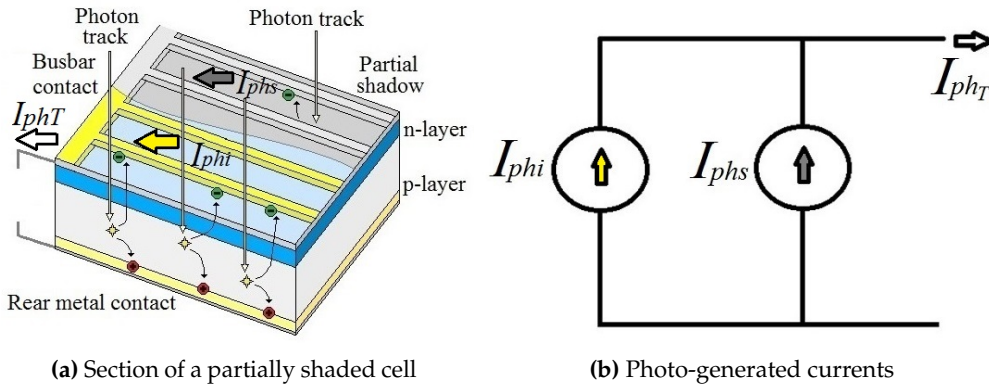 Photon
track
Photon track
Busbar
contact
Partial
shadow
I_phs
I_phT
n-layer
I_phi
p-layer
Rear metal contact
(a) Section of a partially shaded cell
I_phT
I_phi
I_phs
(b) Photo-generated currents